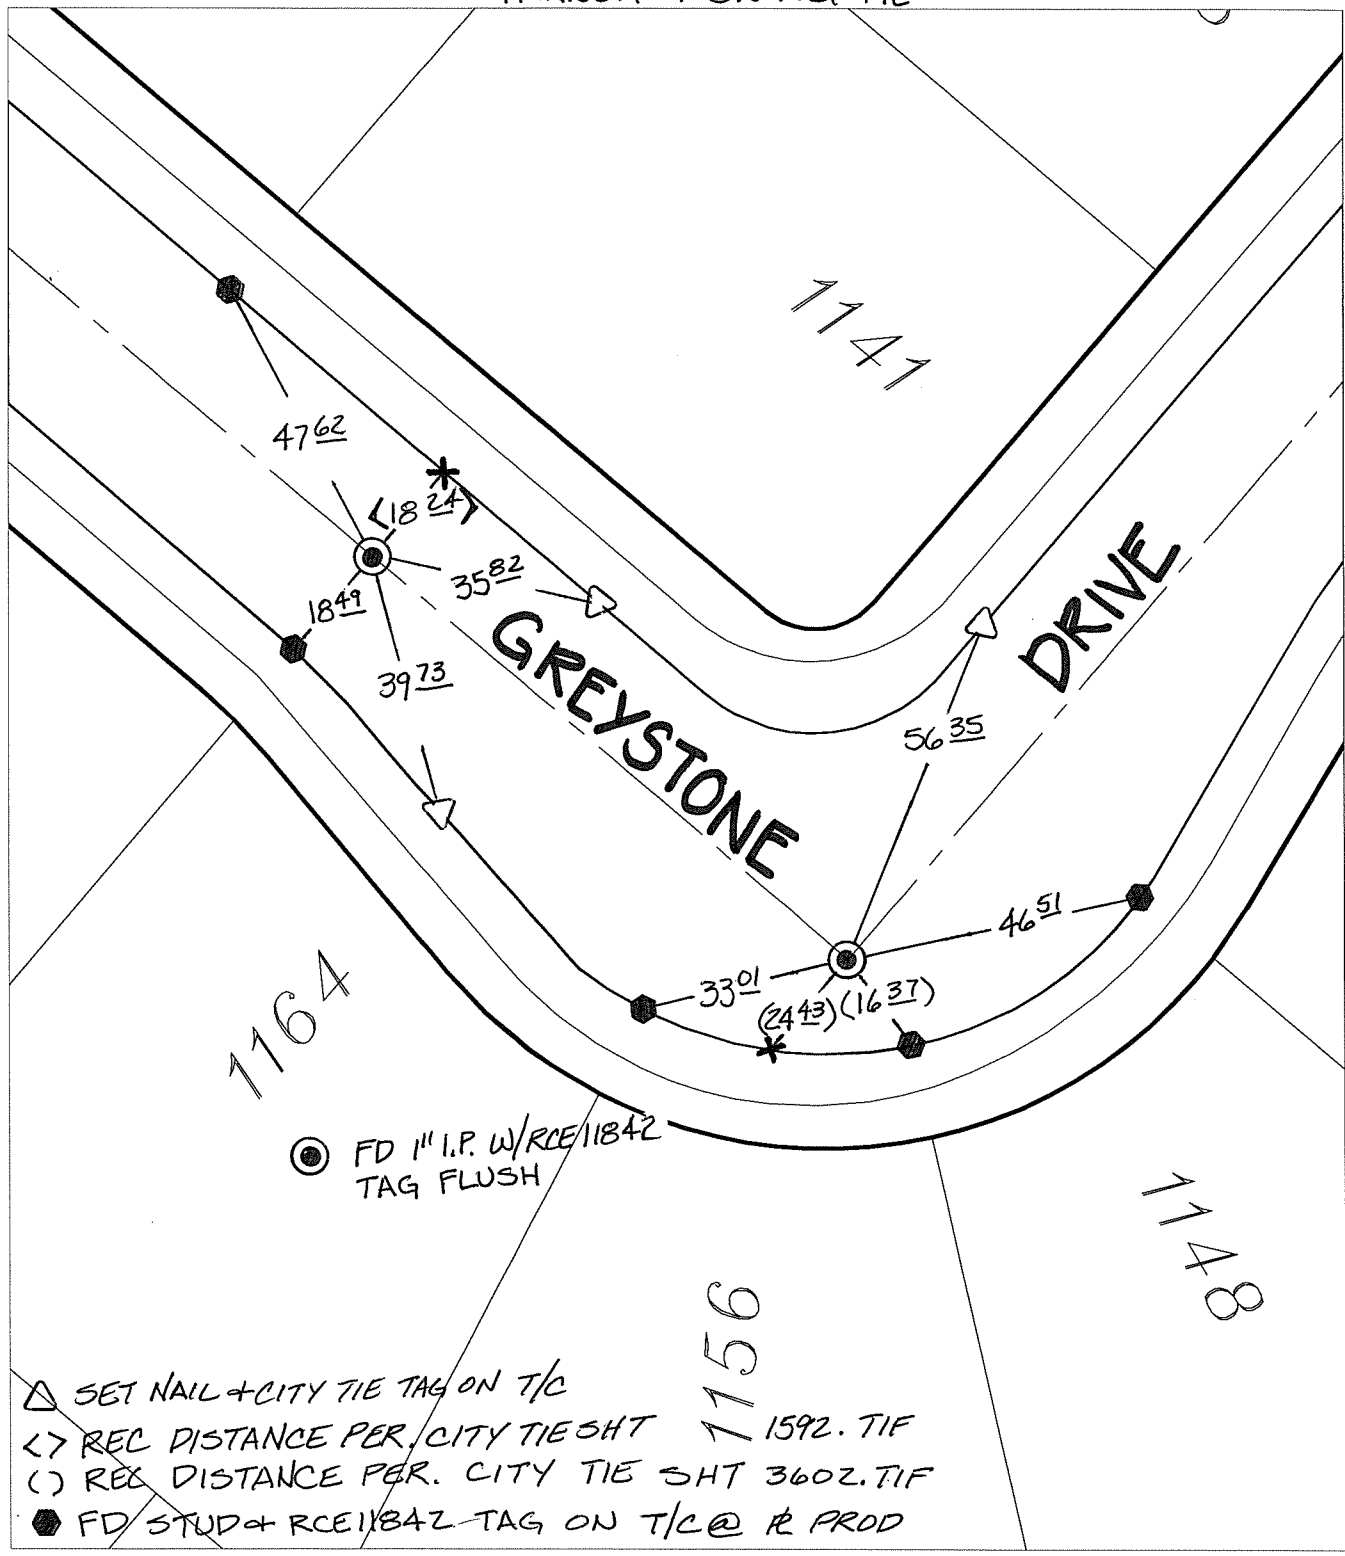 1141
47 62
<18 24>
35 82
18 49
39 73
GREYSTONE
DRIVE
56 35
46 51
33 01
(24 43)
(16 37)
1164
FD 1" I.P. W/RCE 11842
TAG FLUSH
1148
1156
SET NAIL + CITY TIE TAG ON T/C
<> REC DISTANCE PER. CITY TIE SHT 1592.TIF
() REC DISTANCE PER. CITY TIE SHT 3602.TIF
FD STUD + RCE11842 TAG ON T/C @ PL PROD